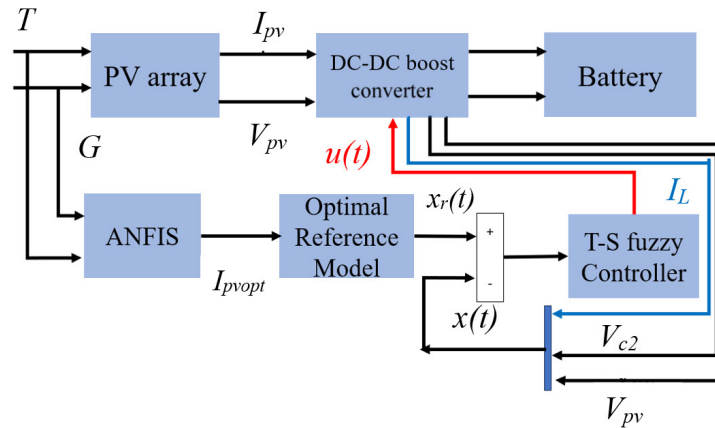 T
I_pv
PV array
DC-DC boost
converter
Battery
G
V_pv
u(t)
I_L
ANFIS
I_pvopt
Optimal
Reference
Model
x_r(t)
+
-
x(t)
T-S fuzzy
Controller
V_c2
V_pv